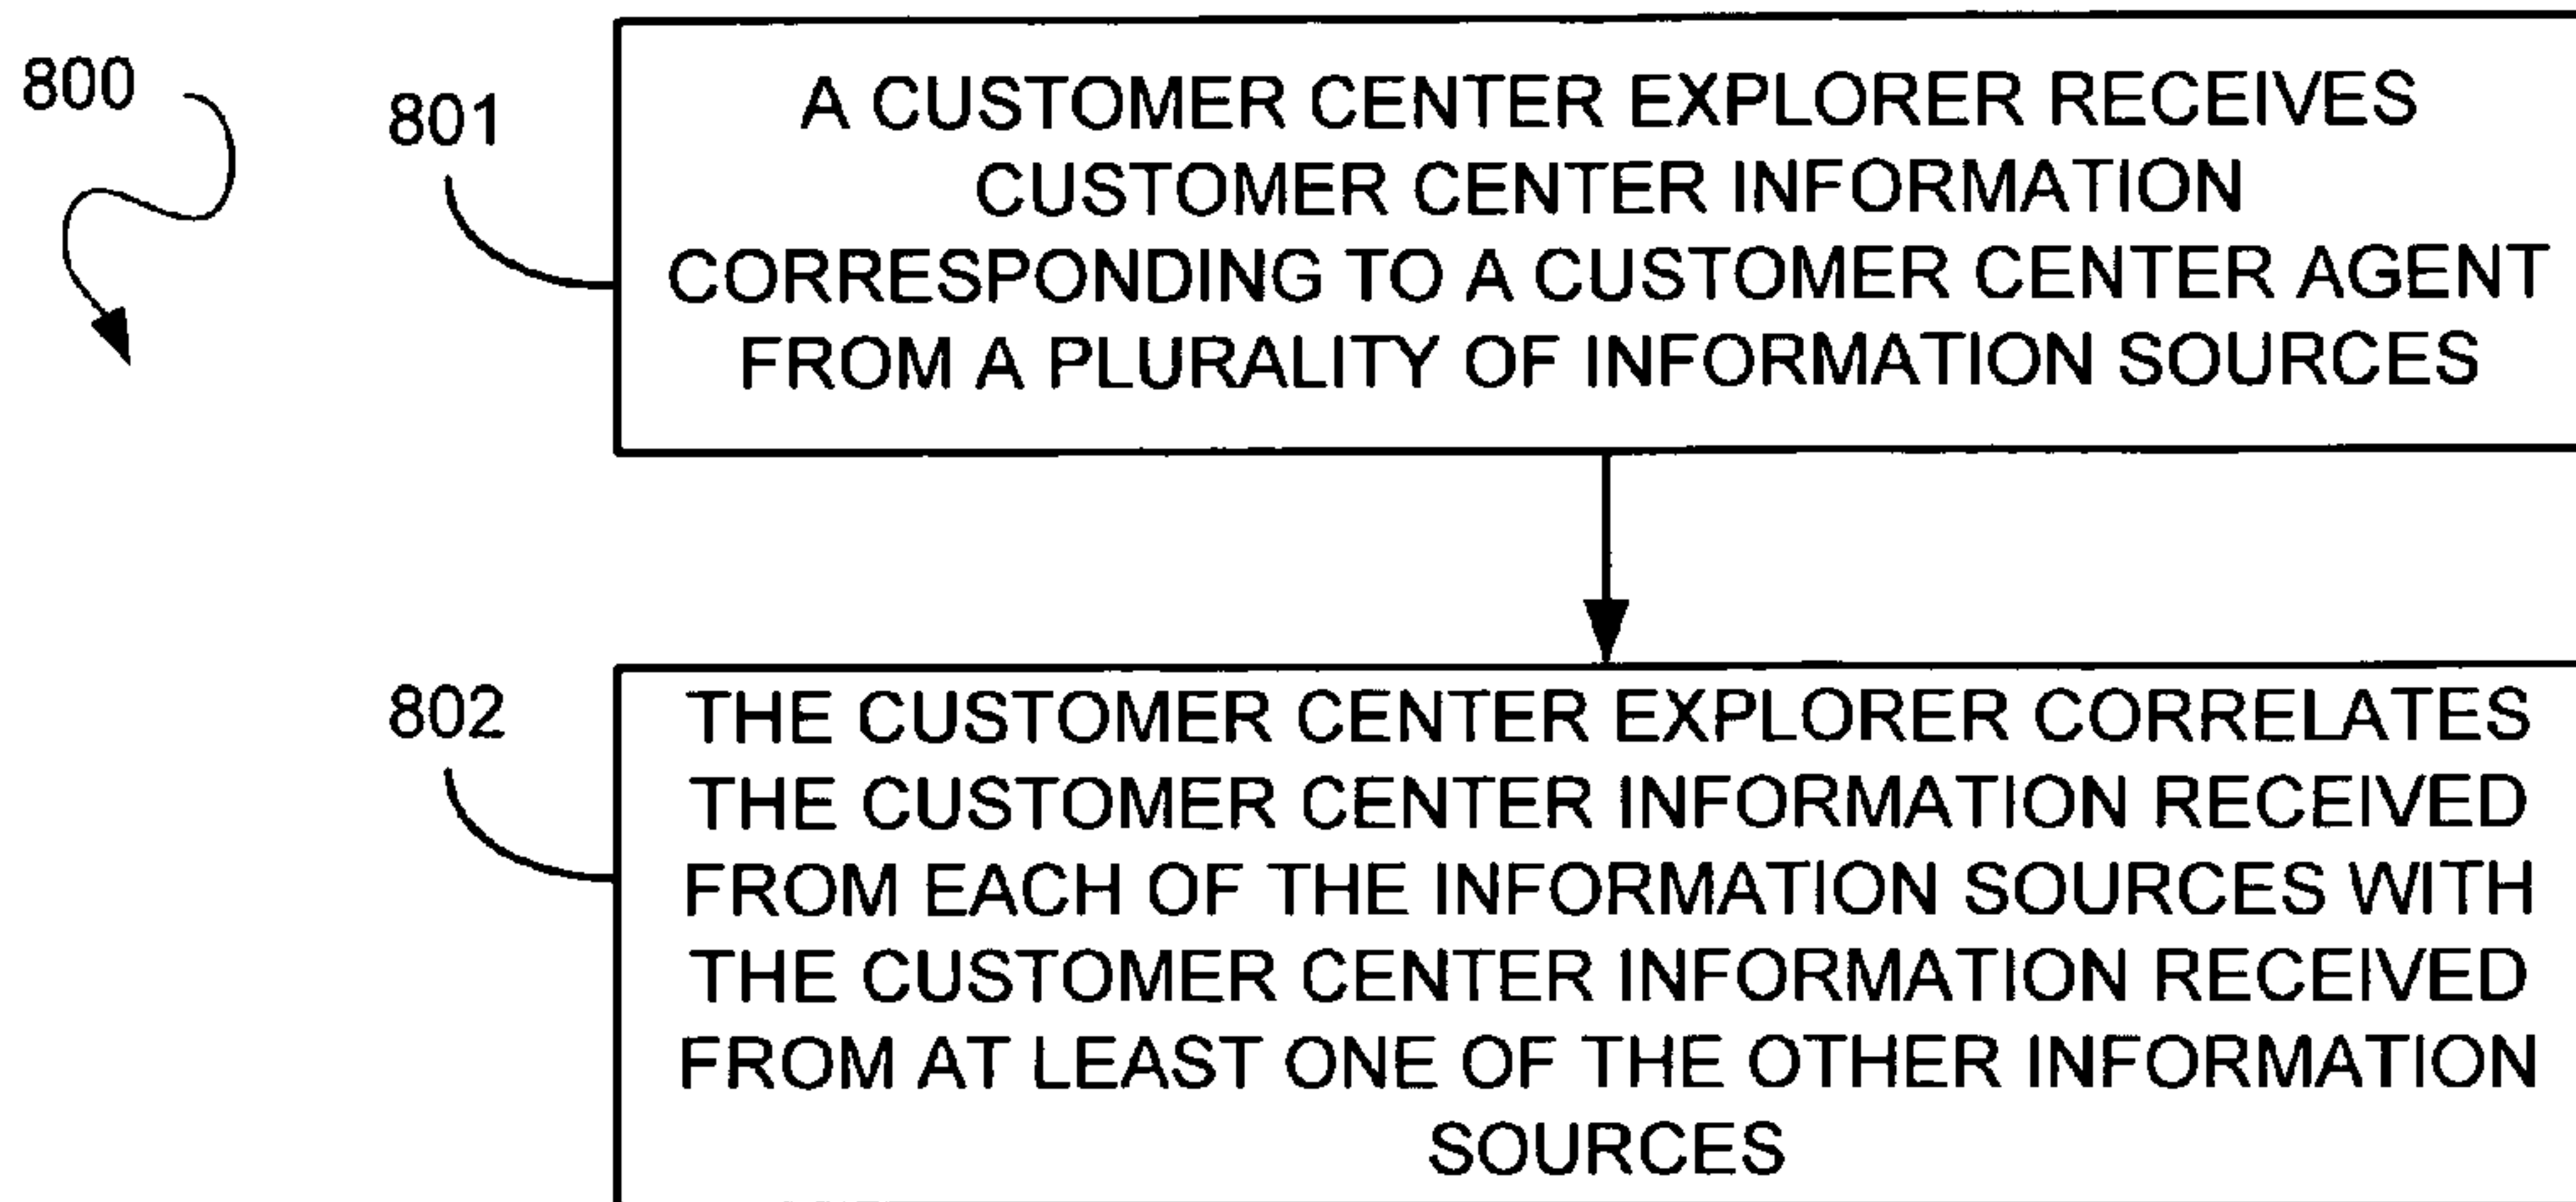 800
801
A CUSTOMER CENTER EXPLORER RECEIVES
CUSTOMER CENTER INFORMATION
CORRESPONDING TO A CUSTOMER CENTER AGENT
FROM A PLURALITY OF INFORMATION SOURCES
802
THE CUSTOMER CENTER EXPLORER CORRELATES
THE CUSTOMER CENTER INFORMATION RECEIVED
FROM EACH OF THE INFORMATION SOURCES WITH
THE CUSTOMER CENTER INFORMATION RECEIVED
FROM AT LEAST ONE OF THE OTHER INFORMATION
SOURCES